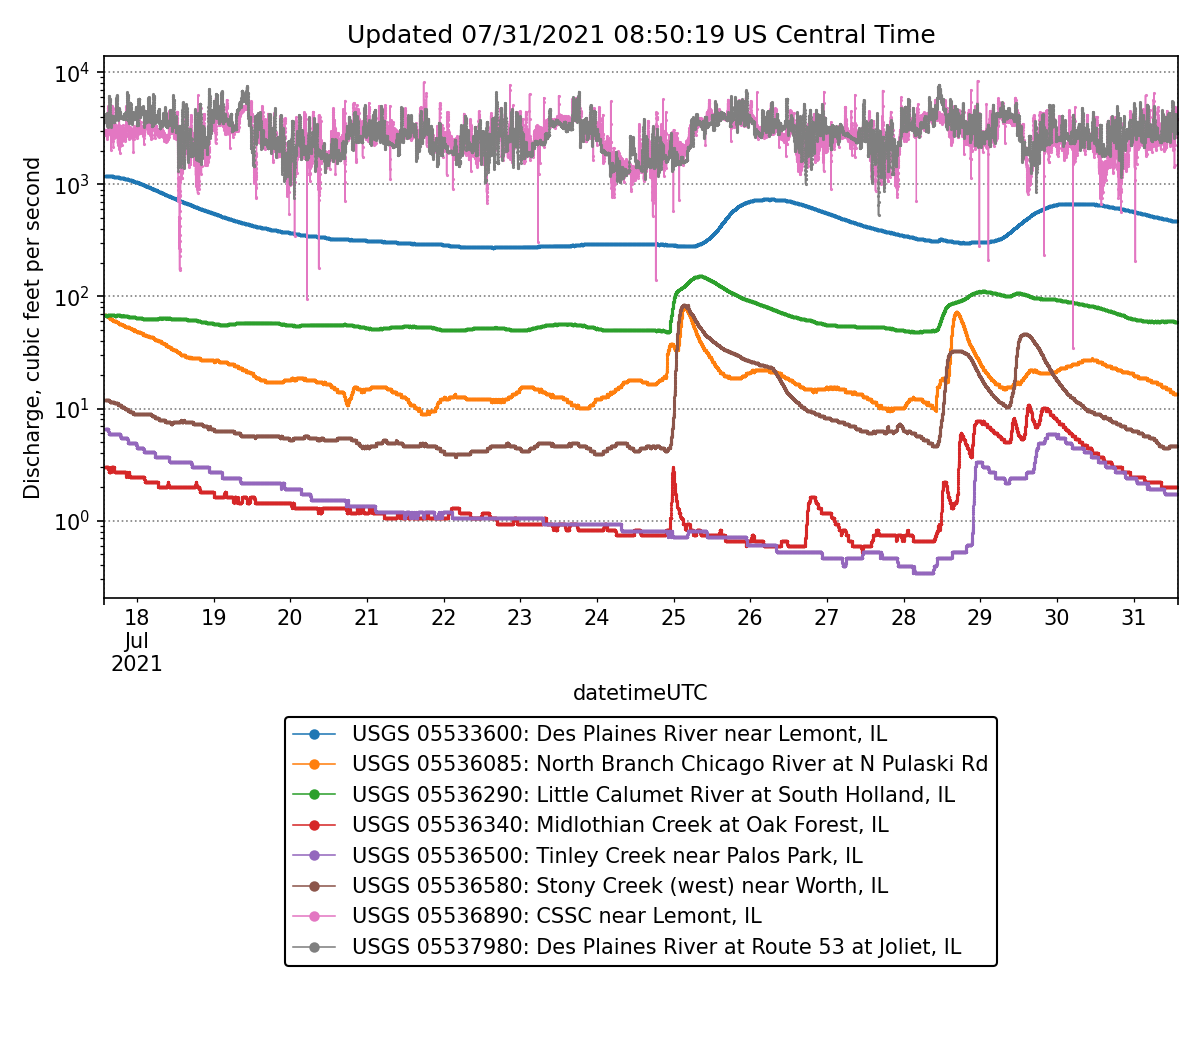 Updated 07/31/2021 08:50:19 US Central Time
Discharge, cubic feet per second
10^4
10^3
10^2
10^1
10^0
18 19 20 21 22 23 24 25 26 27 28 29 30 31
Jul
2021
datetimeUTC
USGS 05533600: Des Plaines River near Lemont, IL
USGS 05536085: North Branch Chicago River at N Pulaski Rd
USGS 05536290: Little Calumet River at South Holland, IL
USGS 05536340: Midlothian Creek at Oak Forest, IL
USGS 05536500: Tinley Creek near Palos Park, IL
USGS 05536580: Stony Creek (west) near Worth, IL
USGS 05536890: CSSC near Lemont, IL
USGS 05537980: Des Plaines River at Route 53 at Joliet, IL